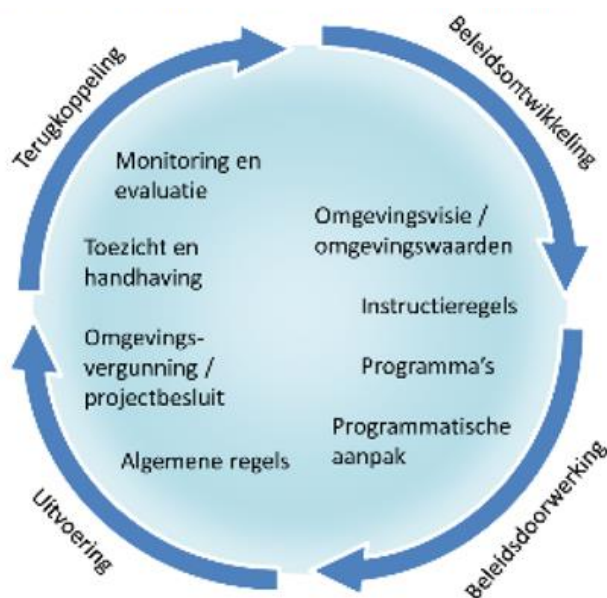 Beleidsontwikkeling
Omgevingsvisie /
omgevingswaarden
Instructieregels
Programma's
Programmatische
aanpak
Beleidsdoorwerking
Algemene regels
Uitvoering
Omgevings-
vergunning /
projectbesluit
Toezicht en
handhaving
Monitoring en
evaluatie
Terugkoppeling